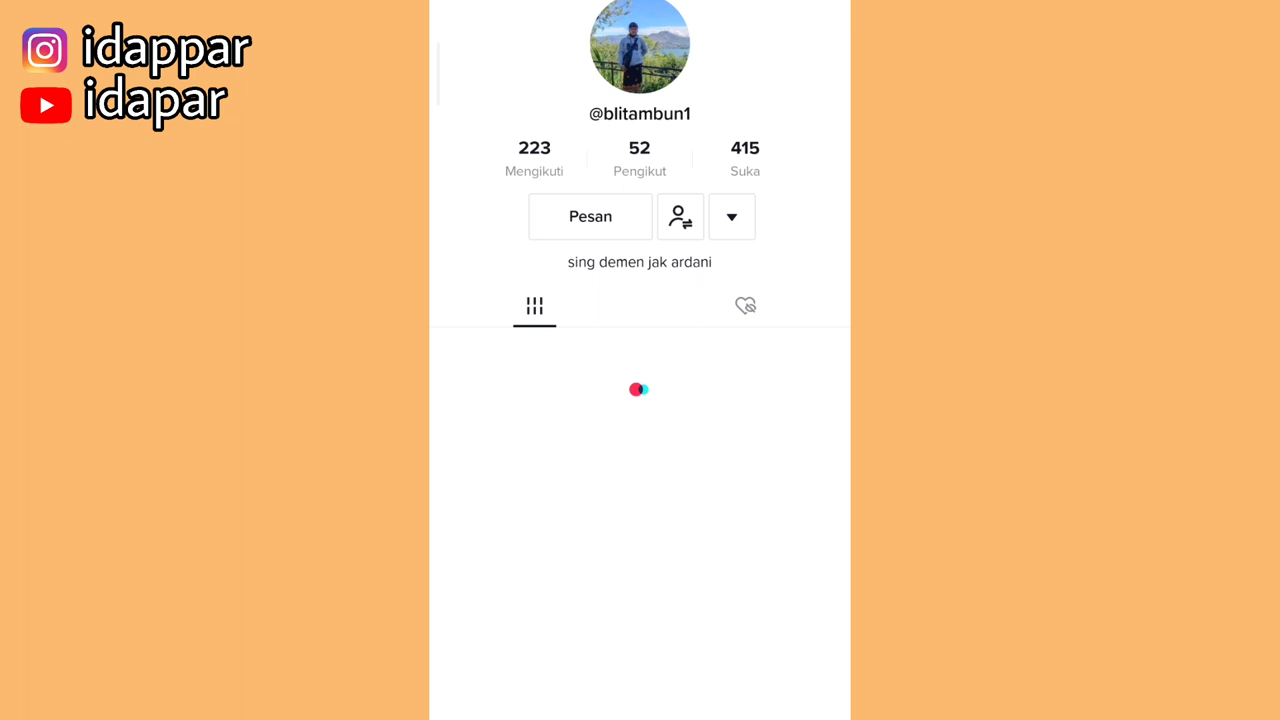 idappar
idapar
@blitambun1
223 52 415
Mengikuti Pengikut Suka
Pesan
sing demen jak ardani